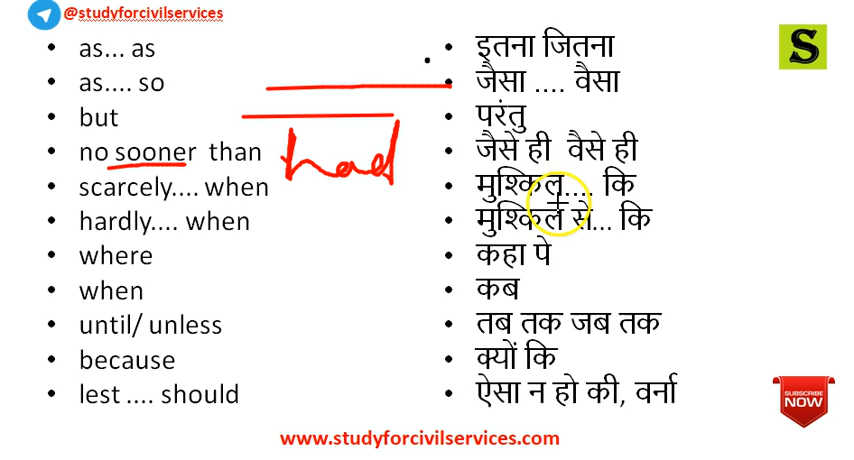 @studyforcivilservices
S
• as... as • इतना जितना
• as.... so • जैसा .... वैसा
• but • परंतु
• no sooner than • जैसे ही वैसे ही
had
• scarcely.... when • मुश्किल.... कि
• hardly.... when • मुश्किल से... कि
• where • कहा पे
• when • कब
• until/ unless • तब तक जब तक
• because • क्यों कि
• lest .... should • ऐसा न हो की, वर्ना
SUBSCRIBE
NOW
www.studyforcivilservices.com